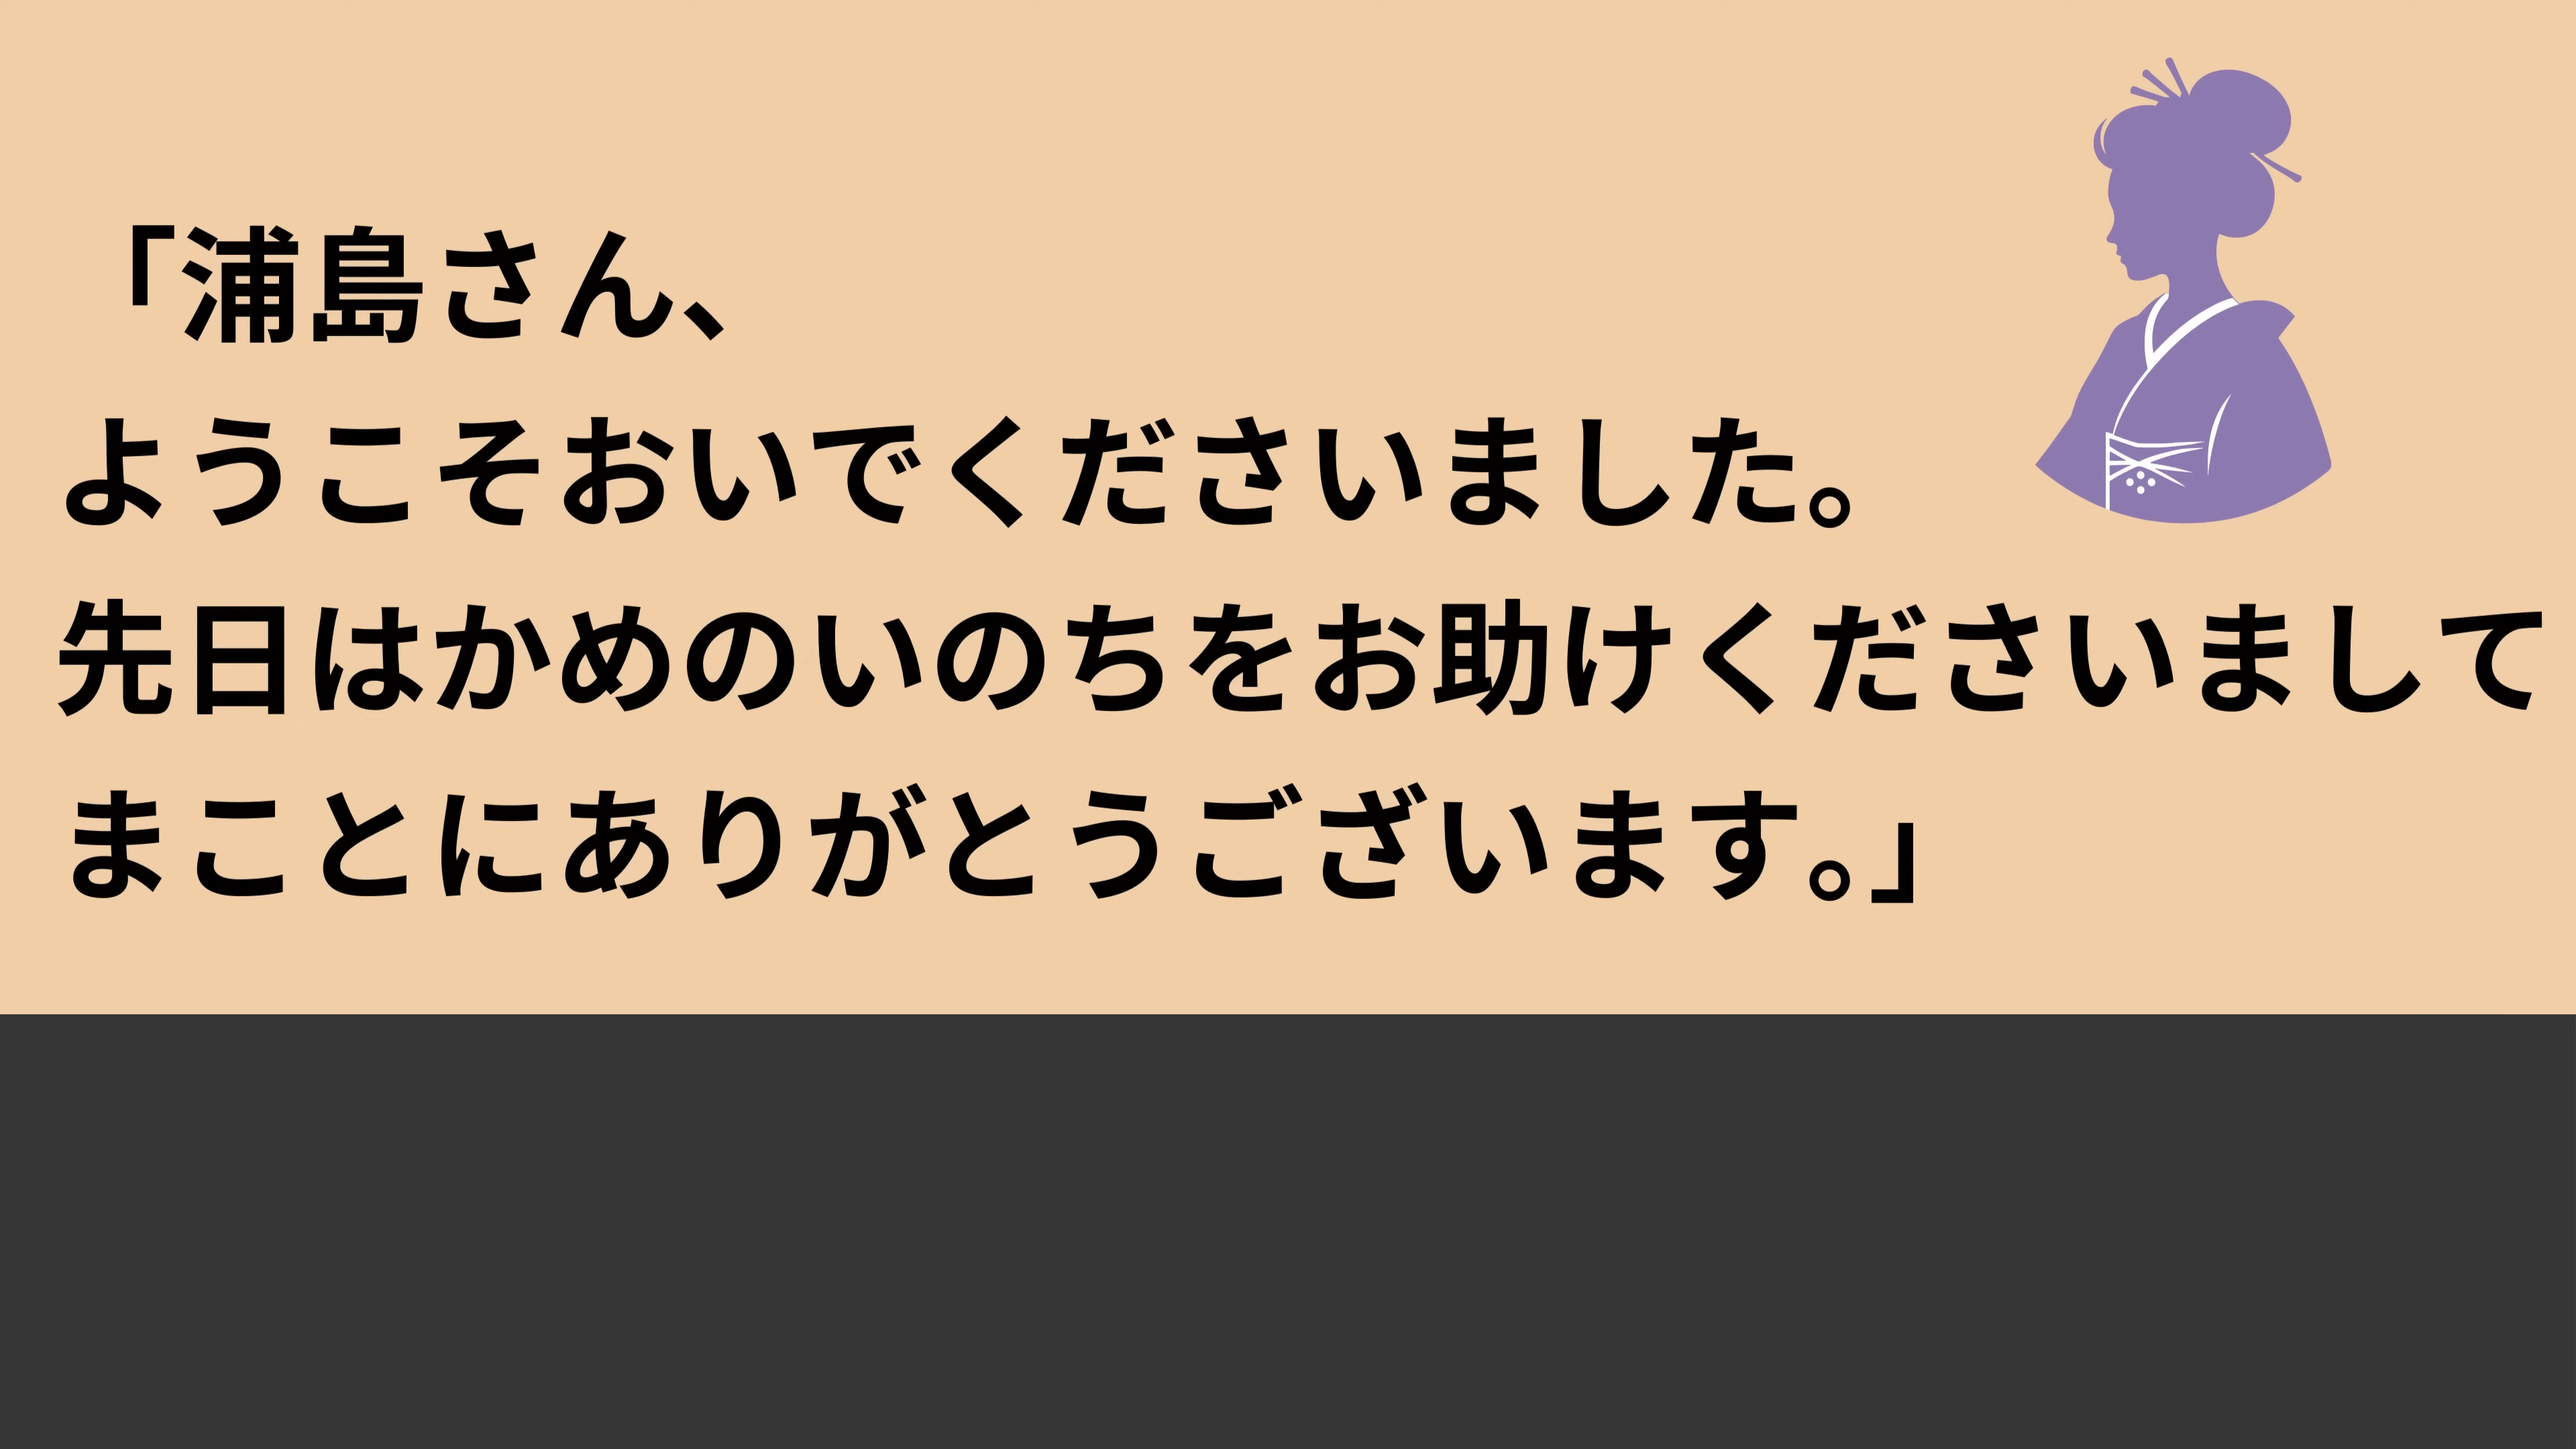 「浦島さん、
ようこそおいでくださいました。
先日はかめのいのちをお助けくださいまして
まことにありがとうございます。」